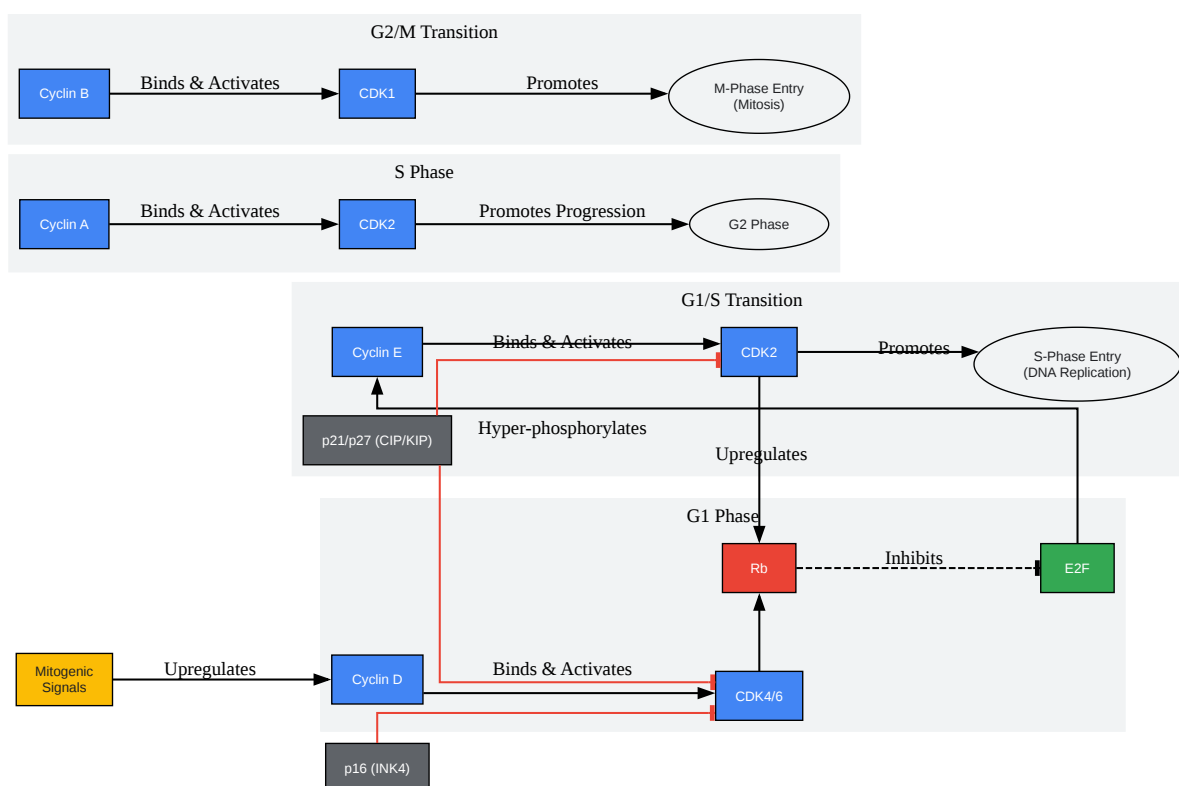 G2/M Transition
Cyclin B
Binds & Activates
CDK1
Promotes
M-Phase Entry
(Mitosis)
S Phase
Cyclin A
Binds & Activates
CDK2
Promotes Progression
G2 Phase
G1/S Transition
Cyclin E
Binds & Activates
CDK2
Promotes
S-Phase Entry
(DNA Replication)
p21/p27 (CIP/KIP)
Hyper-phosphorylates
Upregulates
G1 Phase
Rb
Inhibits
E2F
Mitogenic
Signals
Upregulates
Cyclin D
Binds & Activates
CDK4/6
p16 (INK4)